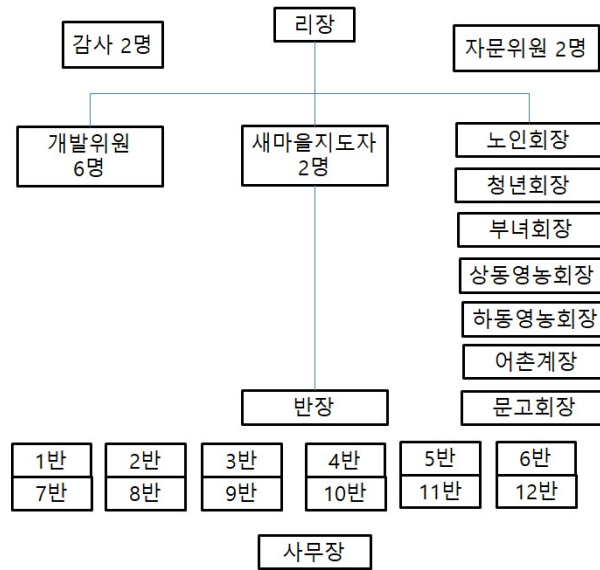 리장
감사 2명
자문위원 2명
개발위원
6명
새마을지도자
2명
노인회장
청년회장
부녀회장
상동영농회장
하동영농회장
어촌계장
문고회장
반장
1반 2반 3반 4반 5반 6반
7반 8반 9반 10반 11반 12반
사무장